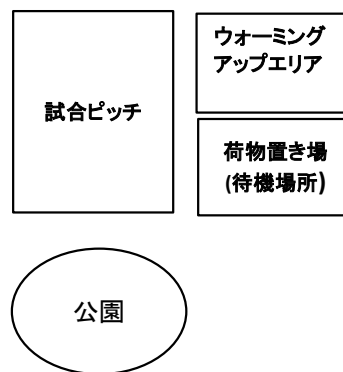 試合ピッチ
ウォーミング
アップエリア
荷物置き場
(待機場所)
公園